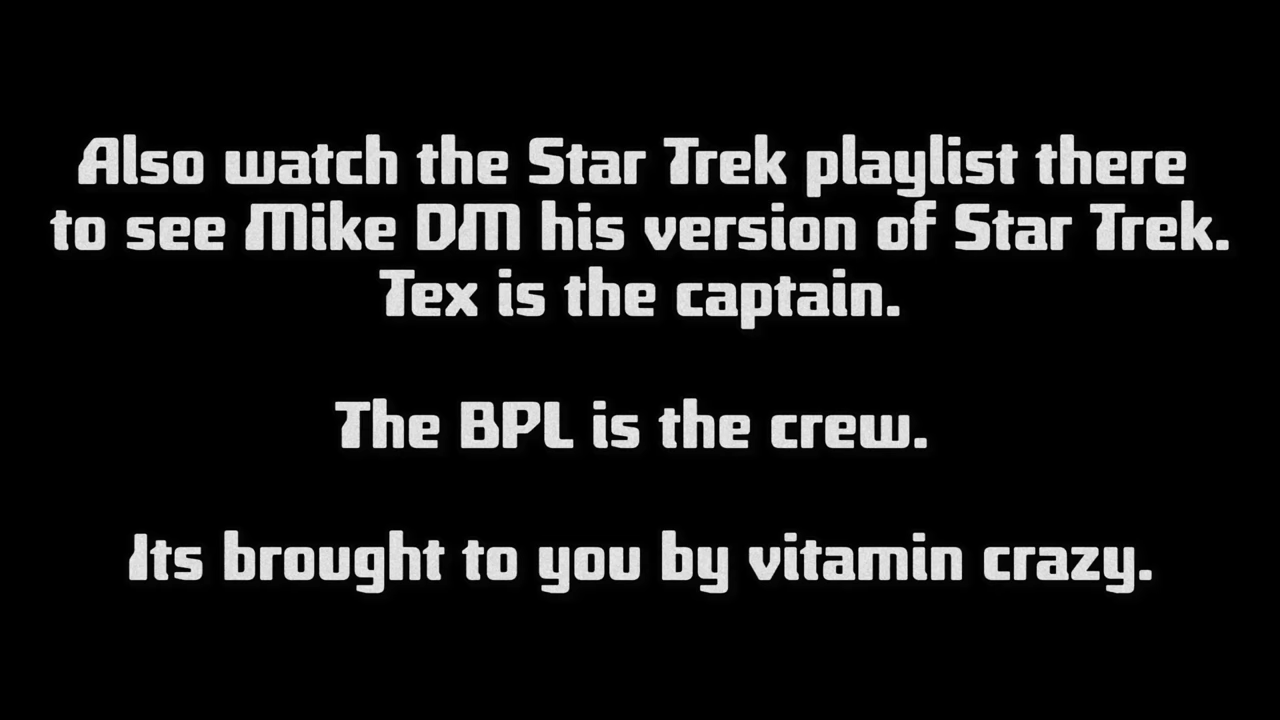 Also watch the Star Trek playlist there
to see Mike DM his version of Star Trek.
Tex is the captain.
The BPL is the crew.
Its brought to you by vitamin crazy.